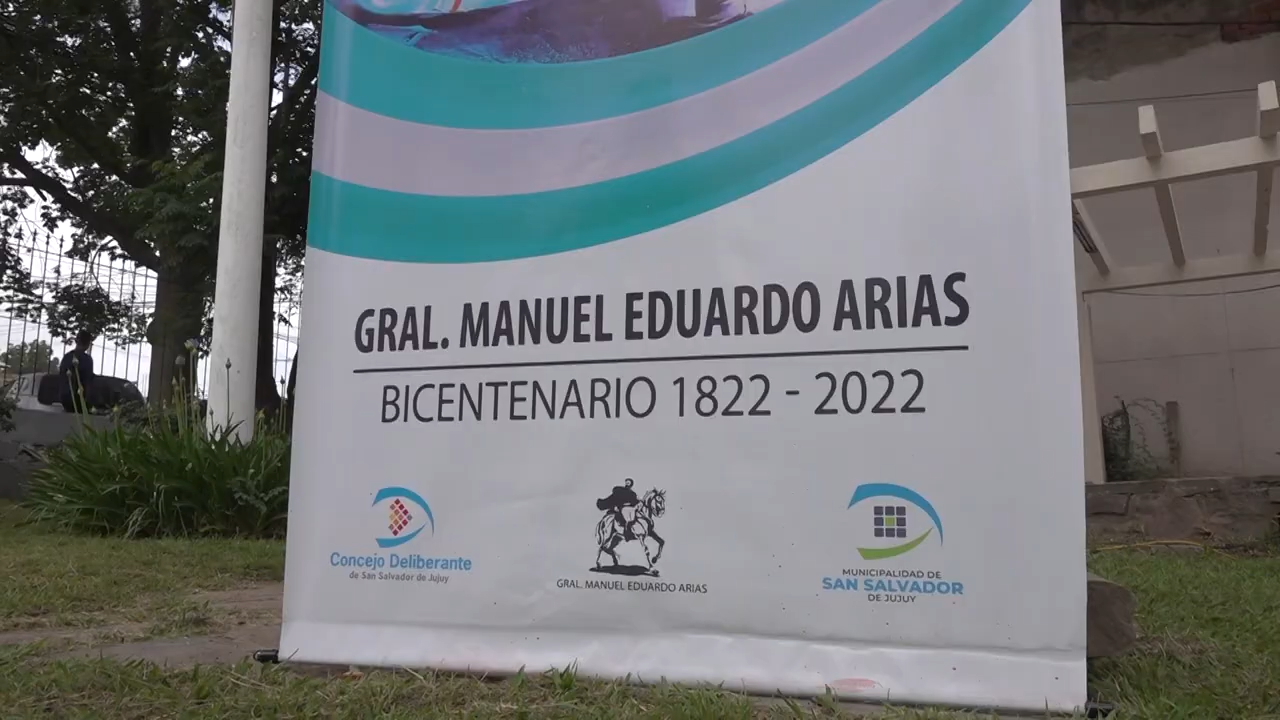 GRAL. MANUEL EDUARDO ARIAS
BICENTENARIO 1822 - 2022
Concejo Deliberante
de San Salvador de Jujuy
GRAL. MANUEL EDUARDO ARIAS
MUNICIPALIDAD DE
SAN SALVADOR
DE JUJUY